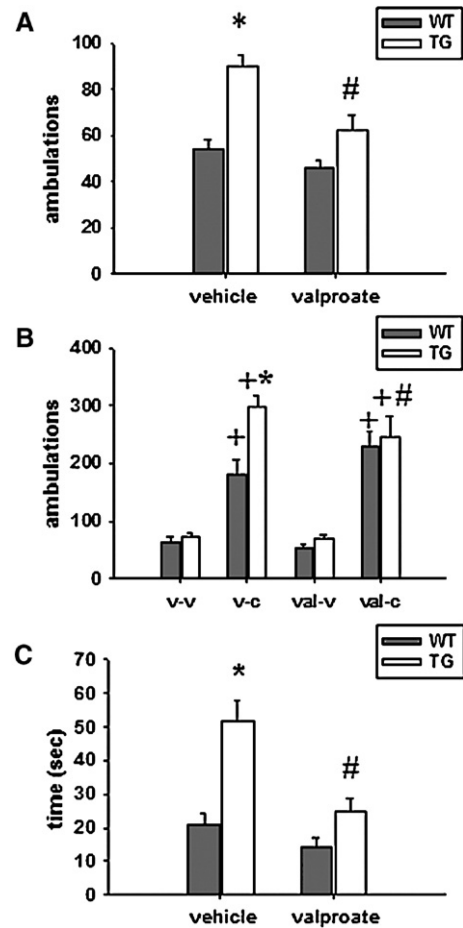 A
WT
TG
ambulations
100
80
60
40
20
0
*
#
vehicle
valproate
B
WT
TG
ambulations
400
300
200
100
0
+
+*
+
+#
v-v
v-c
val-v
val-c
C
WT
TG
time (sec)
70
60
50
40
30
20
10
0
*
#
vehicle
valproate